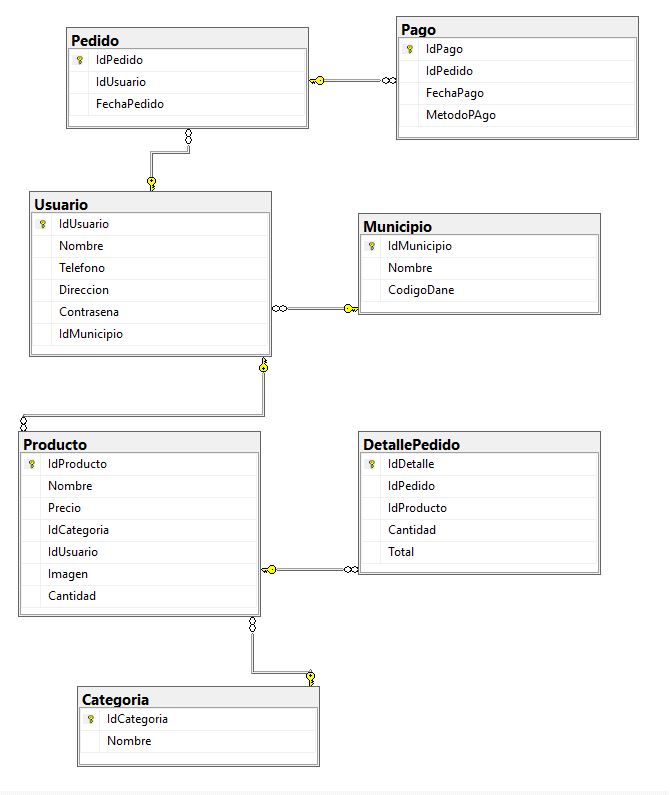 Pedido
IdPedido
IdUsuario
FechaPedido
Pago
IdPago
IdPedido
FechaPago
MetodoPAgo
Usuario
IdUsuario
Nombre
Telefono
Direccion
Contrasena
IdMunicipio
Municipio
IdMunicipio
Nombre
CodigoDane
Producto
IdProducto
Nombre
Precio
IdCategoria
IdUsuario
Imagen
Cantidad
DetallePedido
IdDetalle
IdPedido
IdProducto
Cantidad
Total
Categoria
IdCategoria
Nombre